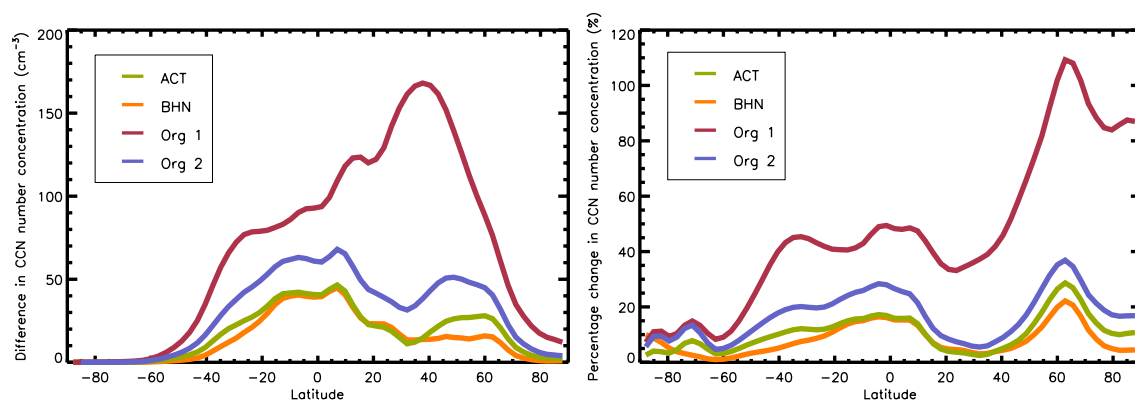 Difference in CCN number concentration (cm⁻³)
200
150
100
50
0
ACT
BHN
Org 1
Org 2
−80 −60 −40 −20 0 20 40 60 80
Latitude
Percentage change in CCN number concentration (%)
120
100
80
60
40
20
0
ACT
BHN
Org 1
Org 2
−80 −60 −40 −20 0 20 40 60 80
Latitude